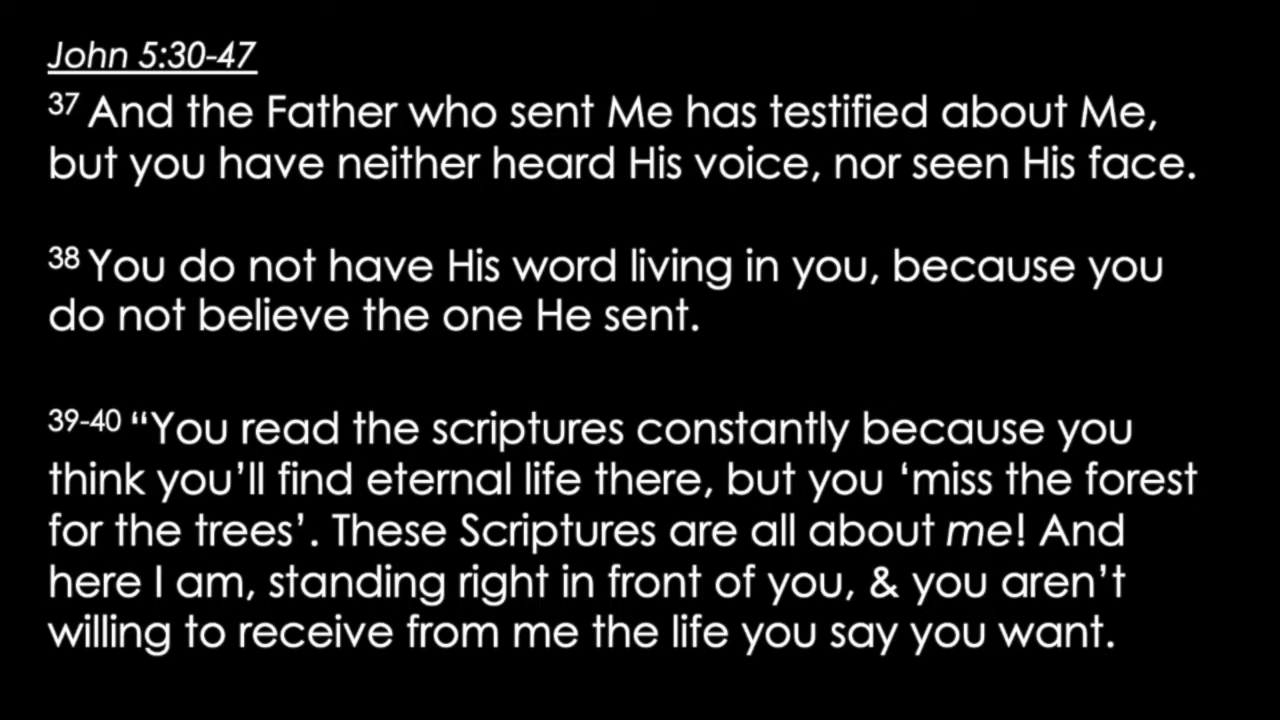 John 5:30-47
37 And the Father who sent Me has testified about Me,
but you have neither heard His voice, nor seen His face.
38 You do not have His word living in you, because you
do not believe the one He sent.
39-40 “You read the scriptures constantly because you
think you’ll find eternal life there, but you ‘miss the forest
for the trees’. These Scriptures are all about me! And
here I am, standing right in front of you, & you aren’t
willing to receive from me the life you say you want.